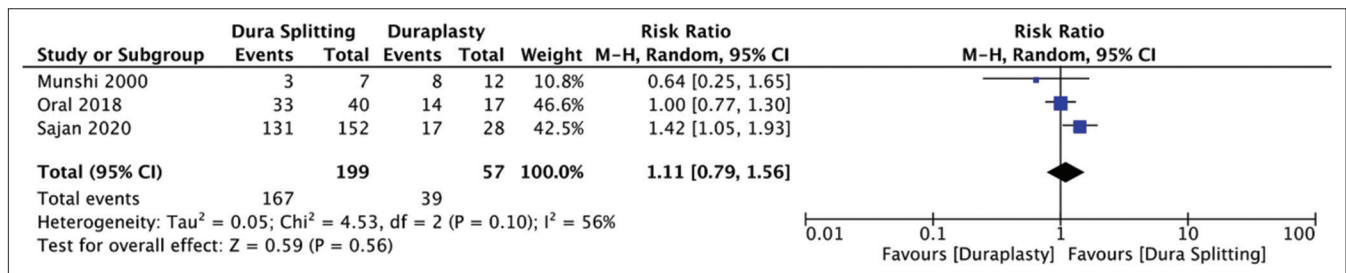 Dura Splitting Duraplasty Risk Ratio Risk Ratio
Study or Subgroup Events Total Events Total Weight M-H, Random, 95% CI M-H, Random, 95% CI
Munshi 2000 3 7 8 12 10.8% 0.64 [0.25, 1.65]
Oral 2018 33 40 14 17 46.6% 1.00 [0.77, 1.30]
Sajan 2020 131 152 17 28 42.5% 1.42 [1.05, 1.93]
Total (95% CI) 199 57 100.0% 1.11 [0.79, 1.56]
Total events 167 39
Heterogeneity: Tau² = 0.05; Chi² = 4.53, df = 2 (P = 0.10); I² = 56%
Test for overall effect: Z = 0.59 (P = 0.56)
0.01 0.1 1 10 100
Favours [Duraplasty] Favours [Dura Splitting]